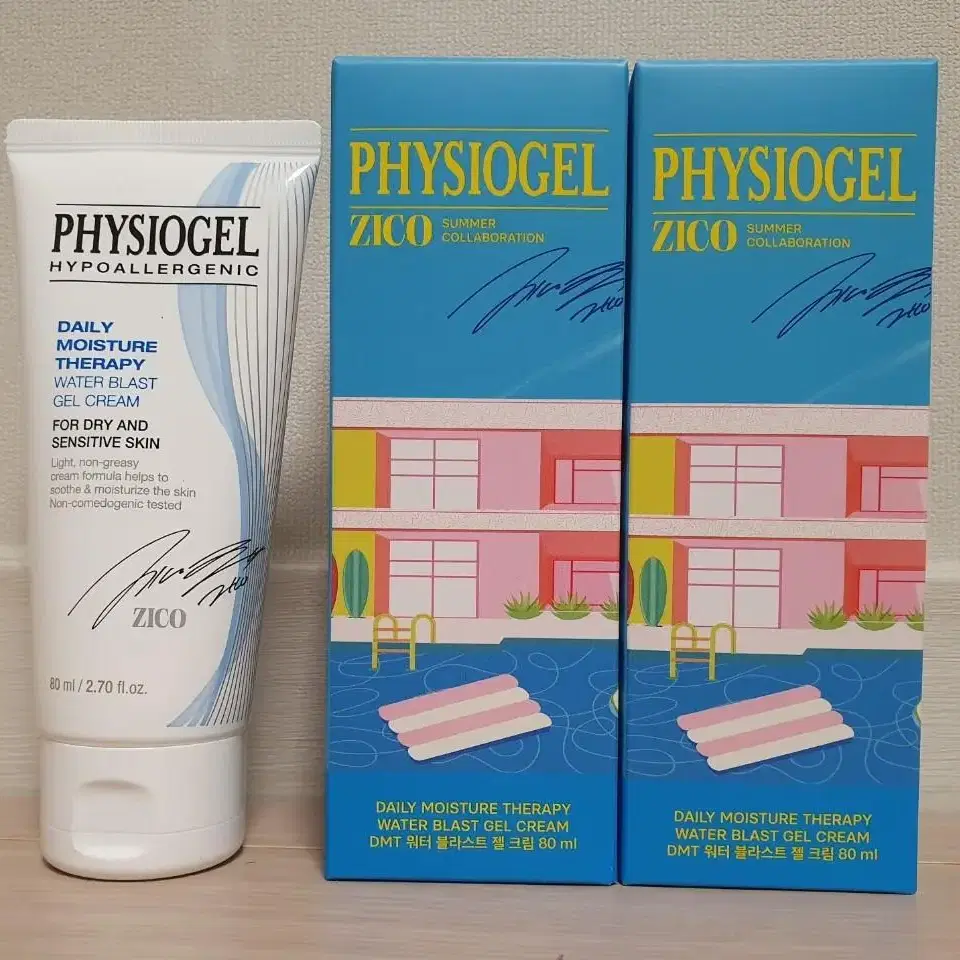 PHYSIOGEL
HYPOALLERGENIC
DAILY
MOISTURE
THERAPY
WATER BLAST
GEL CREAM
FOR DRY AND
SENSITIVE SKIN
Light, non-greasy
cream formula helps to
soothe & moisturize the skin
Non-comedogenic tested
ZICO
ZICO
80 ml / 2.70 fl.oz.
PHYSIOGEL
ZICO SUMMER
COLLABORATION
ZICO
DAILY MOISTURE THERAPY
WATER BLAST GEL CREAM
DMT 워터 블라스트 젤 크림 80 ml
PHYSIOGEL
ZICO SUMMER
COLLABORATION
ZICO
DAILY MOISTURE THERAPY
WATER BLAST GEL CREAM
DMT 워터 블라스트 젤 크림 80 ml